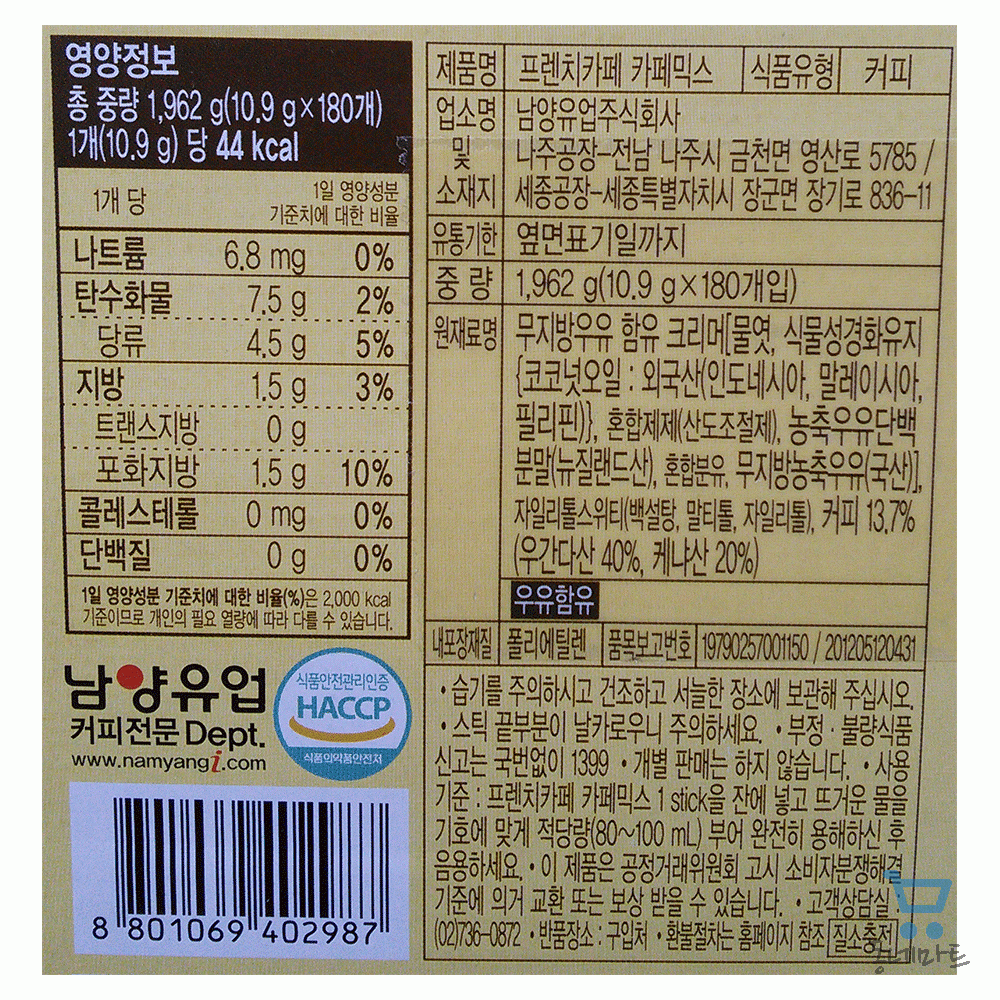 영양정보
총 중량 1,962 g(10.9 g×180개)
1개(10.9 g) 당 44 kcal
1개 당 1일 영양성분 기준치에 대한 비율
나트륨 6.8 mg 0%
탄수화물 7.5 g 2%
당류 4.5 g 5%
지방 1.5 g 3%
트랜스지방 0 g
포화지방 1.5 g 10%
콜레스테롤 0 mg 0%
단백질 0 g 0%
1일 영양성분 기준치에 대한 비율(%)은 2,000 kcal
기준이므로 개인의 필요 열량에 따라 다를 수 있습니다.
남양유업
커피전문 Dept.
www.namyangi.com
식품안전관리인증
HACCP
식품의약품안전처
8 801069 402987
제품명 프렌치카페 카페믹스 식품유형 커피
업소명 및 소재지 남양유업주식회사
나주공장-전남 나주시 금천면 영산로 5785 /
세종공장-세종특별자치시 장군면 장기로 836-11
유통기한 옆면표기일까지
중 량 1,962 g(10.9 g×180개입)
원재료명 무지방우유 함유 크리머[물엿, 식물성경화유지
{코코넛오일 : 외국산(인도네시아, 말레이시아,
필리핀)}, 혼합제제(산도조절제), 농축우유단백
분말(뉴질랜드산), 혼합분유, 무지방농축우유(국산)],
자일리톨스위티(백설탕, 말티톨, 자일리톨), 커피 13.7%
(우간다산 40%, 케냐산 20%)
우유함유
내포장재질 폴리에틸렌 품목보고번호 19790257001150 / 201205120431
• 습기를 주의하시고 건조하고 서늘한 장소에 보관해 주십시오.
• 스틱 끝부분이 날카로우니 주의하세요. • 부정·불량식품
신고는 국번없이 1399 • 개별 판매는 하지 않습니다. • 사용
기준 : 프렌치카페 카페믹스 1 stick을 잔에 넣고 뜨거운 물을
기호에 맞게 적당량(80~100 mL) 부어 완전히 용해하신 후
음용하세요. • 이 제품은 공정거래위원회 고시 소비자분쟁해결
기준에 의거 교환 또는 보상 받을 수 있습니다. • 고객상담실
(02)736-0872 • 반품장소 : 구입처 • 환불절차는 홈페이지 참조 질소충전